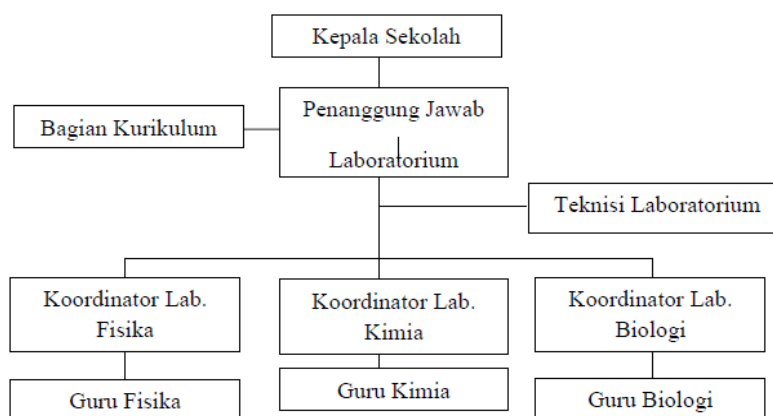 Kepala Sekolah
Penanggung Jawab
Laboratorium
Bagian Kurikulum
Teknisi Laboratorium
Koordinator Lab.
Fisika
Koordinator Lab.
Kimia
Koordinator Lab.
Biologi
Guru Fisika
Guru Kimia
Guru Biologi